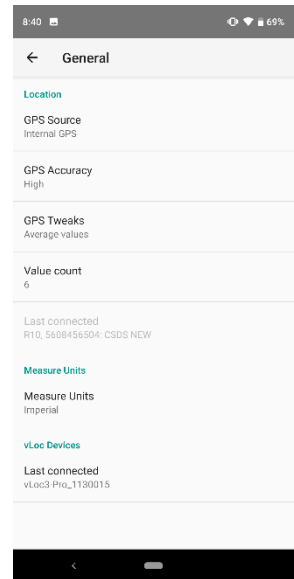 8:40
69%
General
Location
GPS Source
Internal GPS
GPS Accuracy
High
GPS Tweaks
Average values
Value count
6
Last connected
R10, 5608456504: CSDS NEW
Measure Units
Measure Units
Imperial
vLoc Devices
Last connected
vLoc3-Pro_1130015